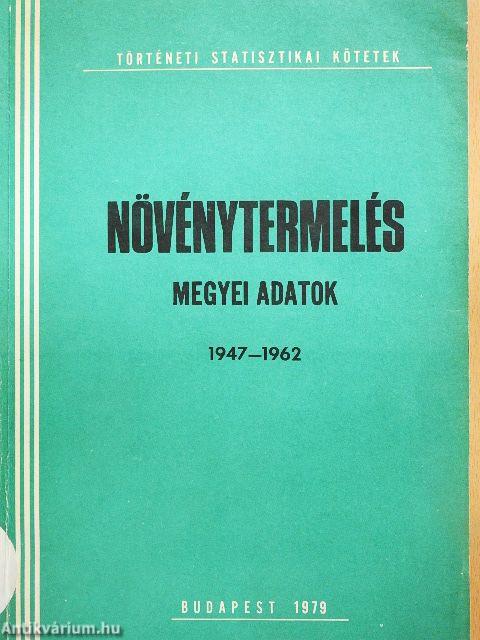 TÖRTÉNETI STATISZTIKAI KÖTETEK
NÖVÉNYTERMELÉS
MEGYEI ADATOK
1947—1962
BUDAPEST 1979
Antikvárium.hu